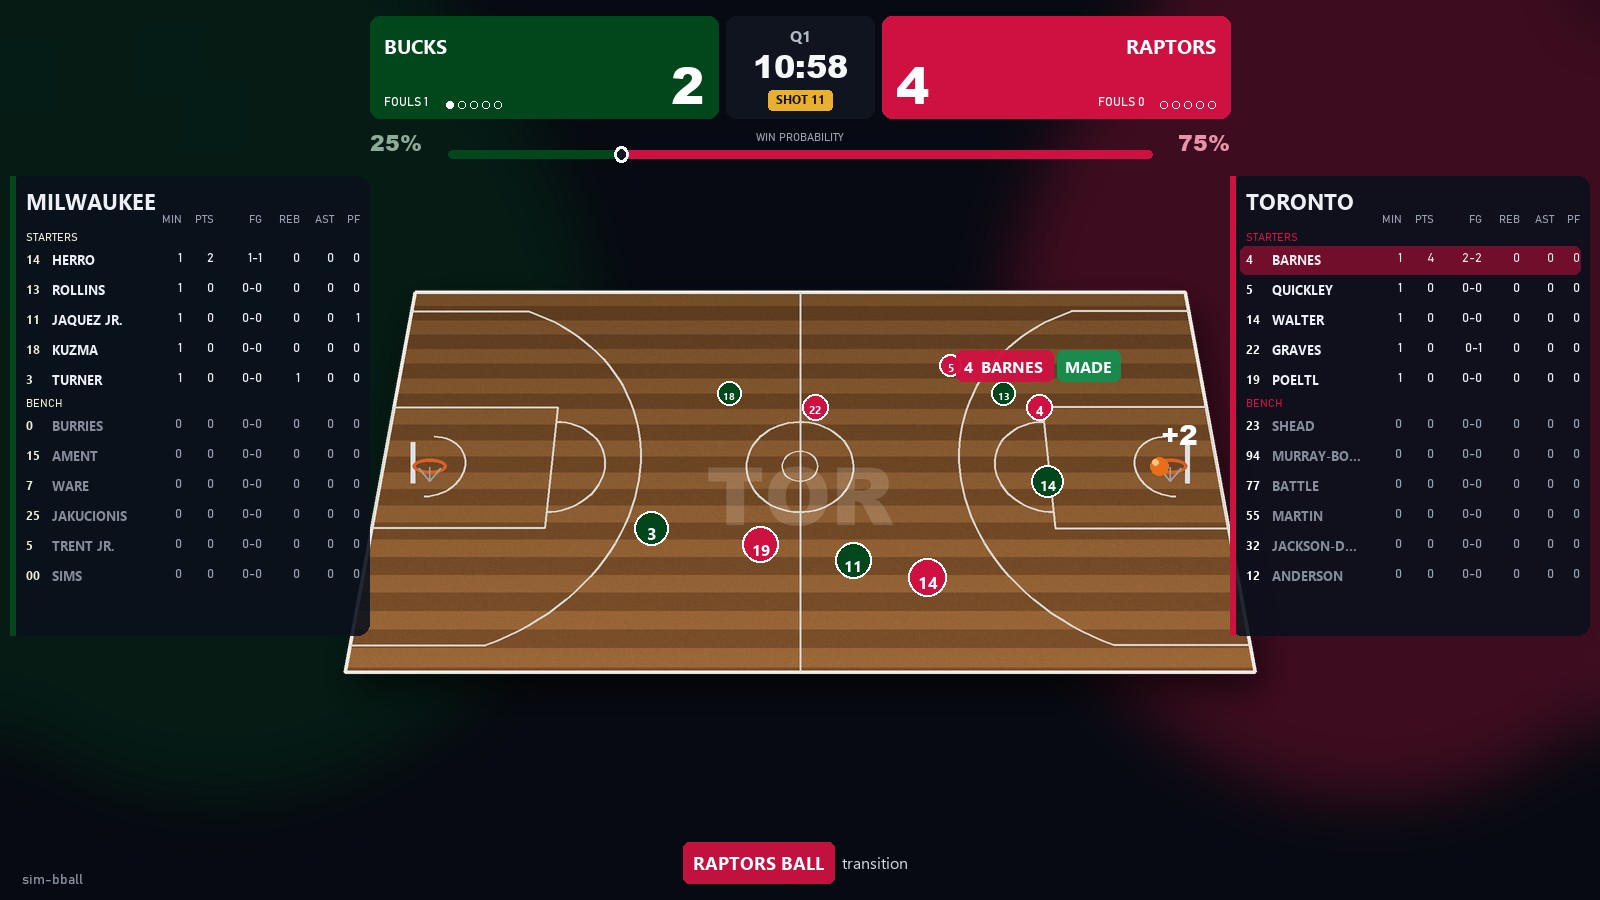 BUCKS
2
FOULS 1
Q1
10:58
SHOT 11
RAPTORS
4
FOULS 0
25%
WIN PROBABILITY
75%
MILWAUKEE
MIN PTS FG REB AST PF
STARTERS
14 HERRO 1 2 1-1 0 0 0
13 ROLLINS 1 0 0-0 0 0 0
11 JAQUEZ JR. 1 0 0-0 0 0 1
18 KUZMA 1 0 0-0 0 0 0
3 TURNER 1 0 0-0 1 0 0
BENCH
0 BURRIES 0 0 0-0 0 0 0
15 AMENT 0 0 0-0 0 0 0
7 WARE 0 0 0-0 0 0 0
25 JAKUCIONIS 0 0 0-0 0 0 0
5 TRENT JR. 0 0 0-0 0 0 0
00 SIMS 0 0 0-0 0 0 0
TORONTO
MIN PTS FG REB AST PF
STARTERS
4 BARNES 1 4 2-2 0 0 0
5 QUICKLEY 1 0 0-0 0 0 0
14 WALTER 1 0 0-0 0 0 0
22 GRAVES 1 0 0-1 0 0 0
19 POELTL 1 0 0-0 0 0 0
BENCH
23 SHEAD 0 0 0-0 0 0 0
94 MURRAY-BO... 0 0 0-0 0 0 0
77 BATTLE 0 0 0-0 0 0 0
55 MARTIN 0 0 0-0 0 0 0
32 JACKSON-D... 0 0 0-0 0 0 0
12 ANDERSON 0 0 0-0 0 0 0
5
4 BARNES MADE
18
13
22
4
+2
14
TOR
3
19
11
14
RAPTORS BALL transition
sim-bball